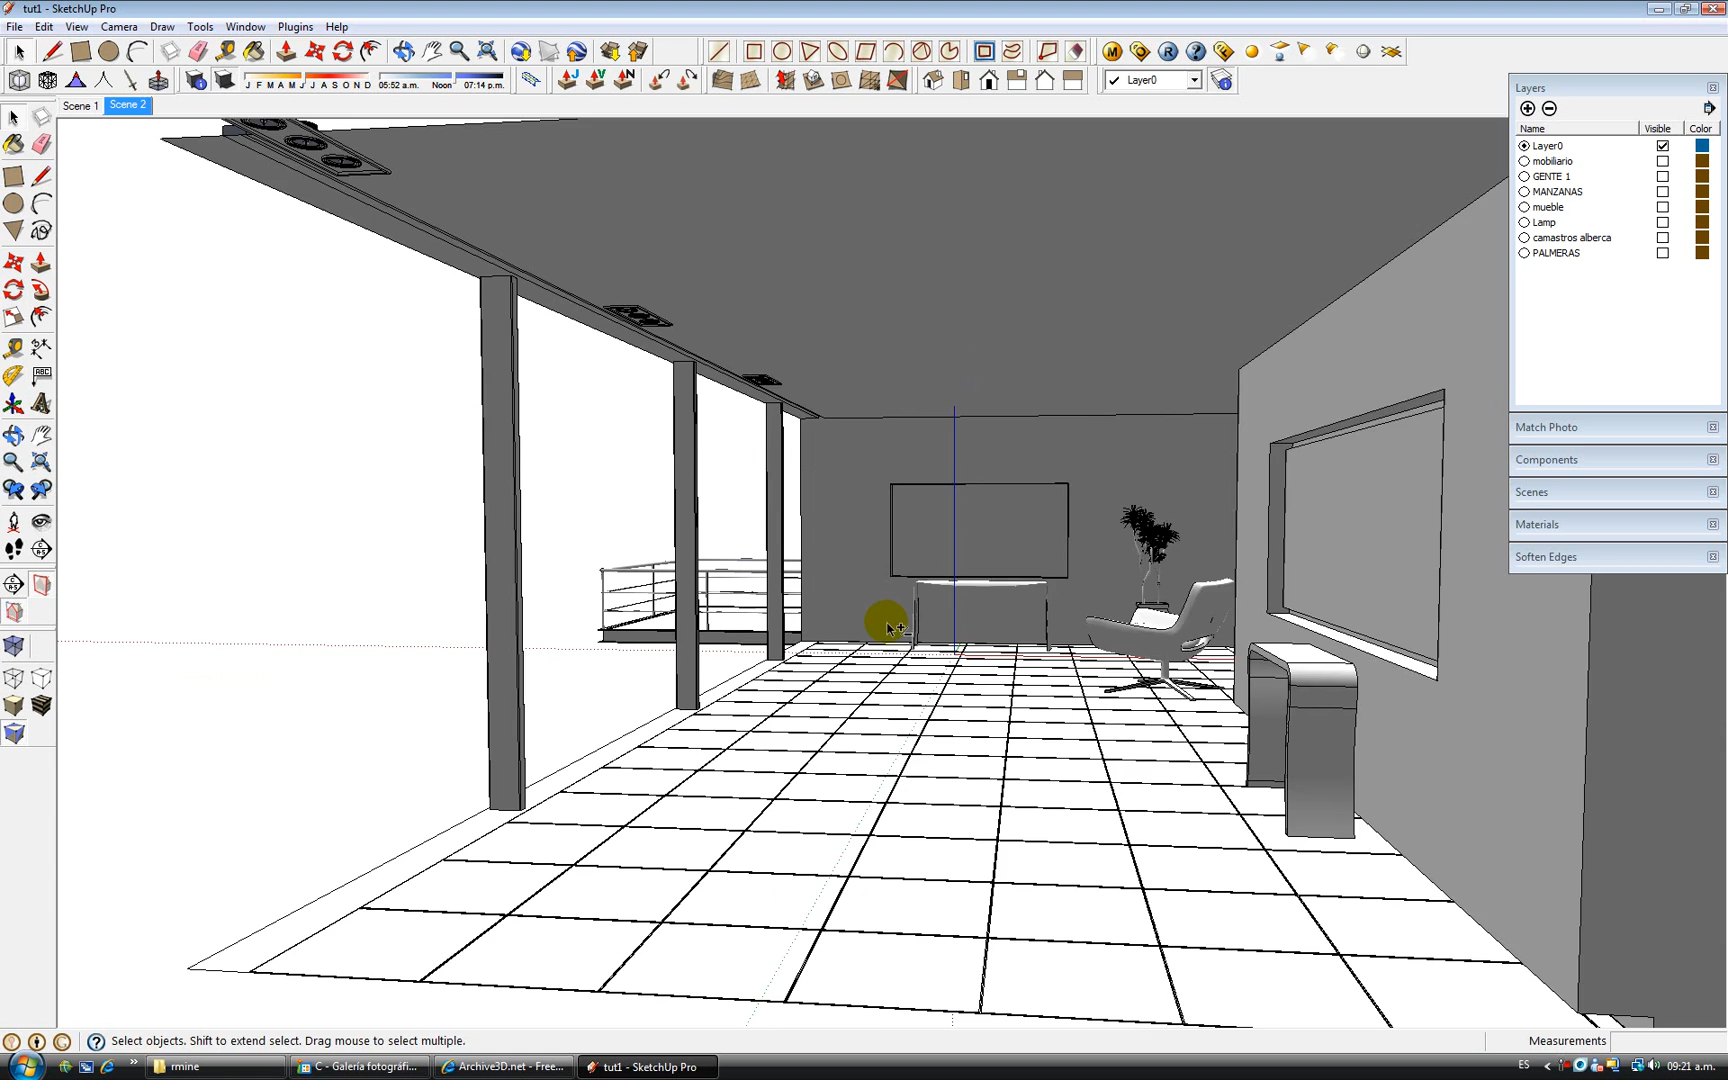 tut1 - SketchUp Pro
File Edit View Camera Draw Tools Window Plugins Help
J F M A M J J A S O N D 05:52 a.m. Noon 07:14 p.m.
Layer0
Scene 1 Scene 2
Layers
Name Visible Color
Layer0
mobiliario
GENTE 1
MANZANAS
mueble
Lamp
camastros alberca
PALMERAS
Match Photo
Components
Scenes
Materials
Soften Edges
ABC
Select objects. Shift to extend select. Drag mouse to select multiple.
Measurements
rmine
C - Galería fotográfi...
Archive3D.net - Free...
tut1 - SketchUp Pro
ES
09:21 a.m.